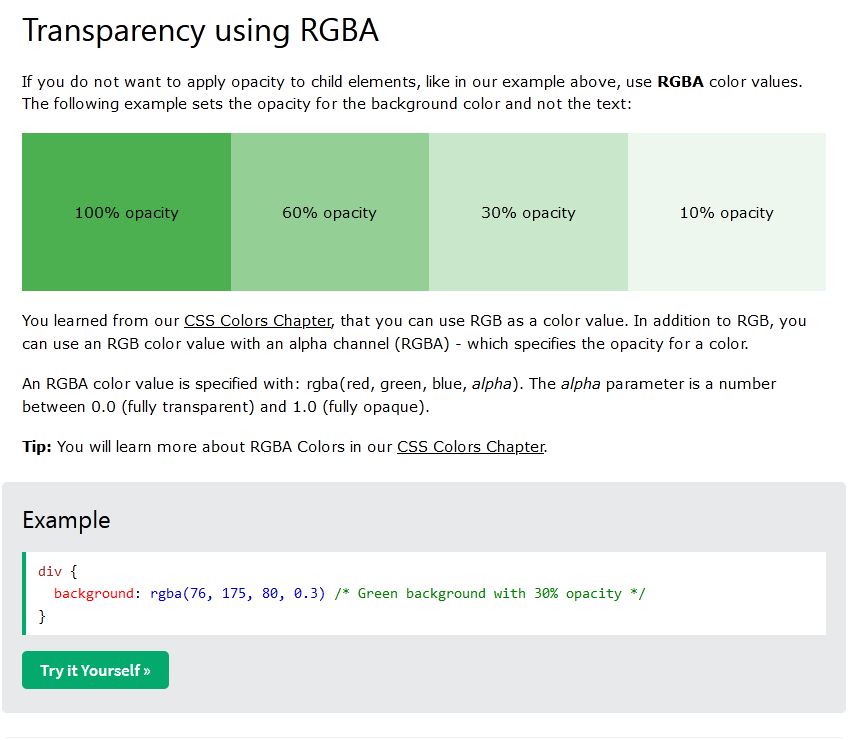 Transparency using RGBA
If you do not want to apply opacity to child elements, like in our example above, use RGBA color values.
The following example sets the opacity for the background color and not the text:
100% opacity
60% opacity
30% opacity
10% opacity
You learned from our CSS Colors Chapter, that you can use RGB as a color value. In addition to RGB, you
can use an RGB color value with an alpha channel (RGBA) - which specifies the opacity for a color.
An RGBA color value is specified with: rgba(red, green, blue, alpha). The alpha parameter is a number
between 0.0 (fully transparent) and 1.0 (fully opaque).
Tip: You will learn more about RGBA Colors in our CSS Colors Chapter.
Example
div {
  background: rgba(76, 175, 80, 0.3) /* Green background with 30% opacity */
}
Try it Yourself »